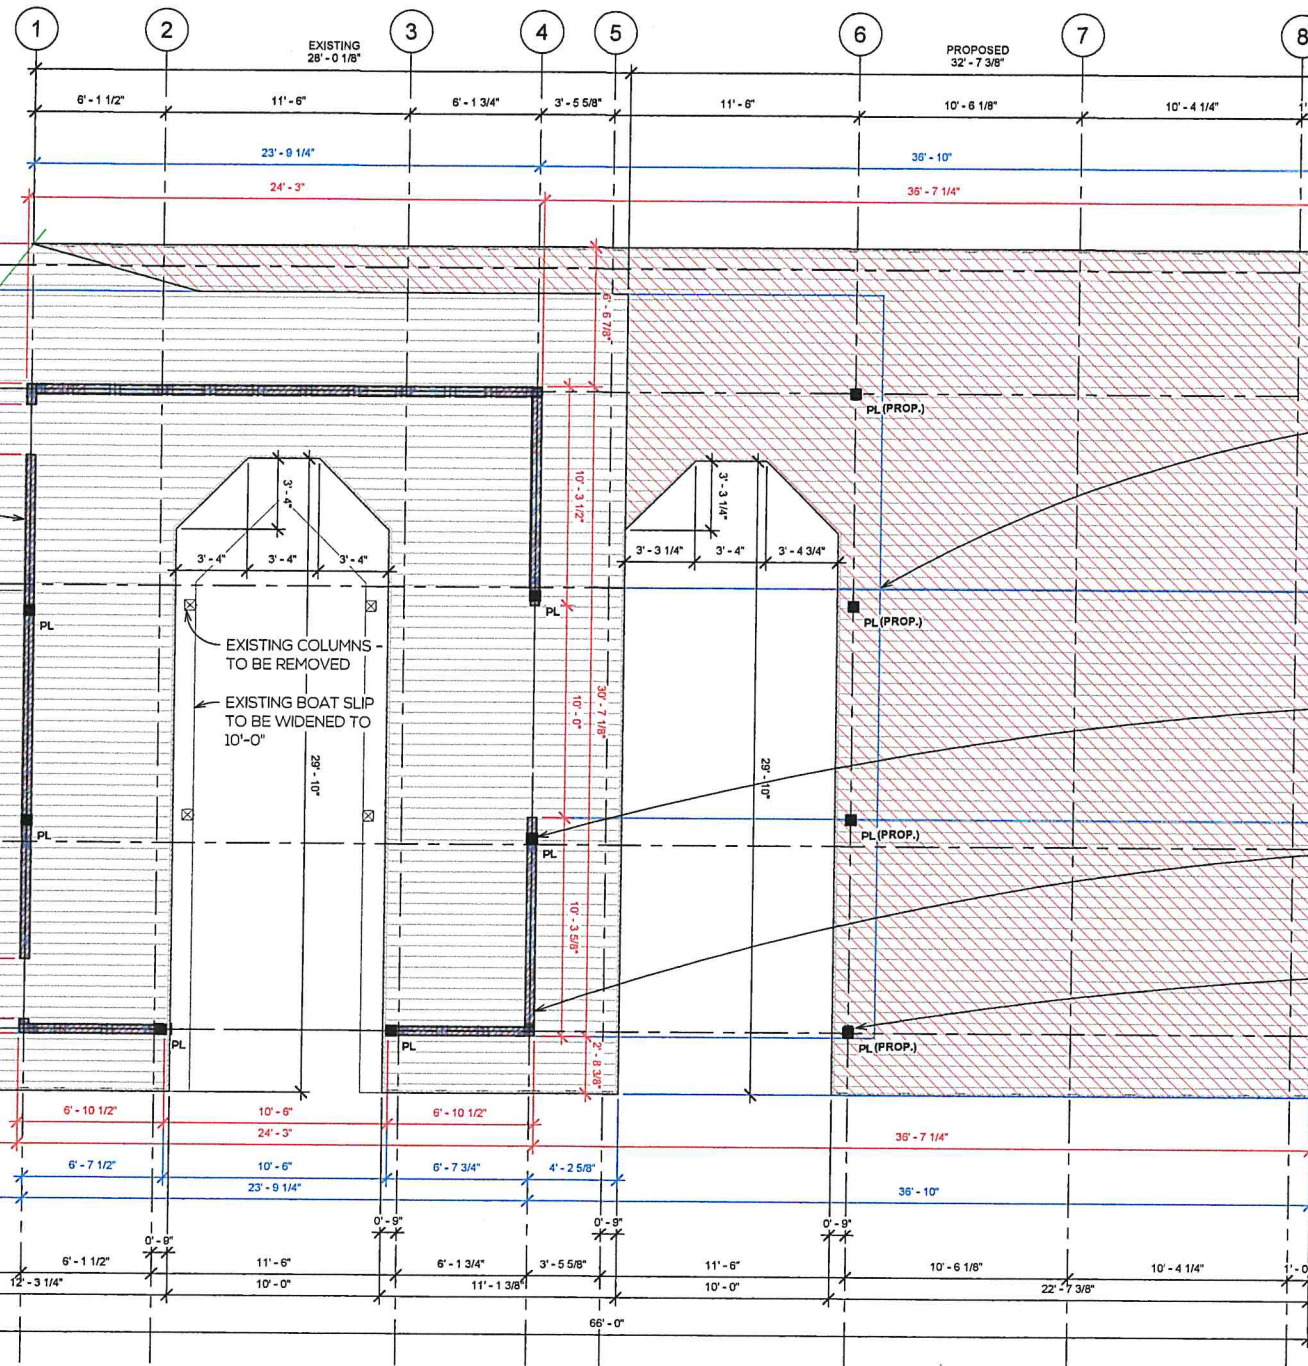 1 2 3 4 5 6 7 8
EXISTING
28' - 0 1/8"
PROPOSED
32' - 7 3/8"
6' - 1 1/2" 11' - 6" 6' - 1 3/4" 3' - 5 5/8" 11' - 6" 10' - 6 1/8" 10' - 4 1/4" 1'
23' - 9 1/4" 36' - 10"
24' - 3" 36' - 7 1/4"
6' - 6 7/8"
PL (PROP.)
3' - 4"
10' - 3 1/2"
3' - 3 1/4"
3' - 4" 3' - 4" 3' - 4" 3' - 3 1/4" 3' - 4" 3' - 4 3/4"
PL
PL
PL (PROP.)
EXISTING COLUMNS -
TO BE REMOVED
EXISTING BOAT SLIP
TO BE WIDENED TO
10'-0"
10' - 0"
30' - 7 1/8"
29' - 10"
29' - 10"
PL
PL
PL (PROP.)
10' - 3 5/8"
PL
PL
PL (PROP.)
2' - 8 3/8"
6' - 10 1/2" 10' - 6" 6' - 10 1/2"
24' - 3" 36' - 7 1/4"
6' - 7 1/2" 10' - 6" 6' - 7 3/4" 4' - 2 5/8"
23' - 9 1/4" 36' - 10"
0' - 9" 0' - 9" 0' - 9" 0' - 9"
6' - 1 1/2" 11' - 6" 6' - 1 3/4" 3' - 5 5/8" 11' - 6" 10' - 6 1/8" 10' - 4 1/4" 1' - 0
12' - 3 1/4" 10' - 0" 11' - 1 3/8" 10' - 0" 22' - 7 3/8"
66' - 0"